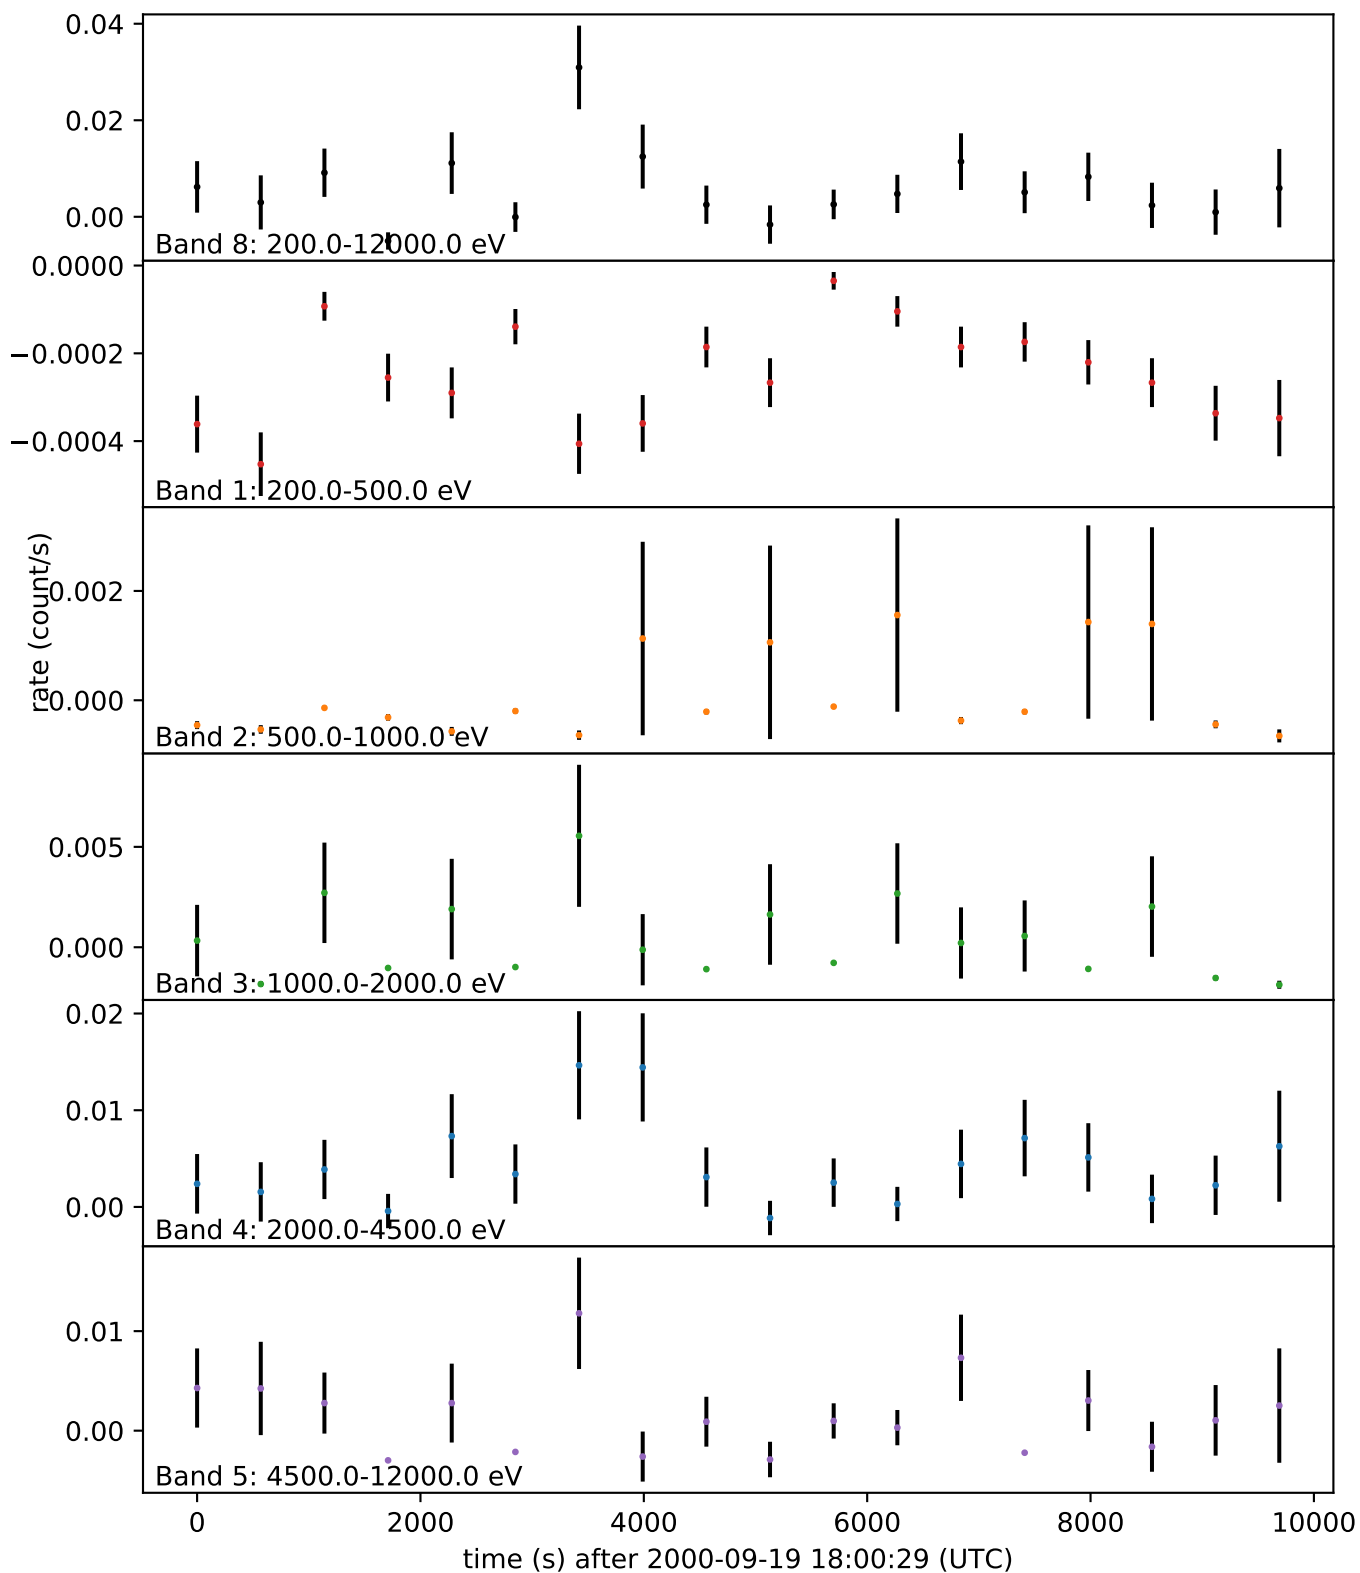 0.04
0.02
0.00
Band 8: 200.0-12000.0 eV
0.0000
−0.0002
−0.0004
Band 1: 200.0-500.0 eV
rate (count/s)
0.002
0.000
Band 2: 500.0-1000.0 eV
0.005
0.000
Band 3: 1000.0-2000.0 eV
0.02
0.01
0.00
Band 4: 2000.0-4500.0 eV
0.01
0.00
Band 5: 4500.0-12000.0 eV
0 2000 4000 6000 8000 10000
time (s) after 2000-09-19 18:00:29 (UTC)